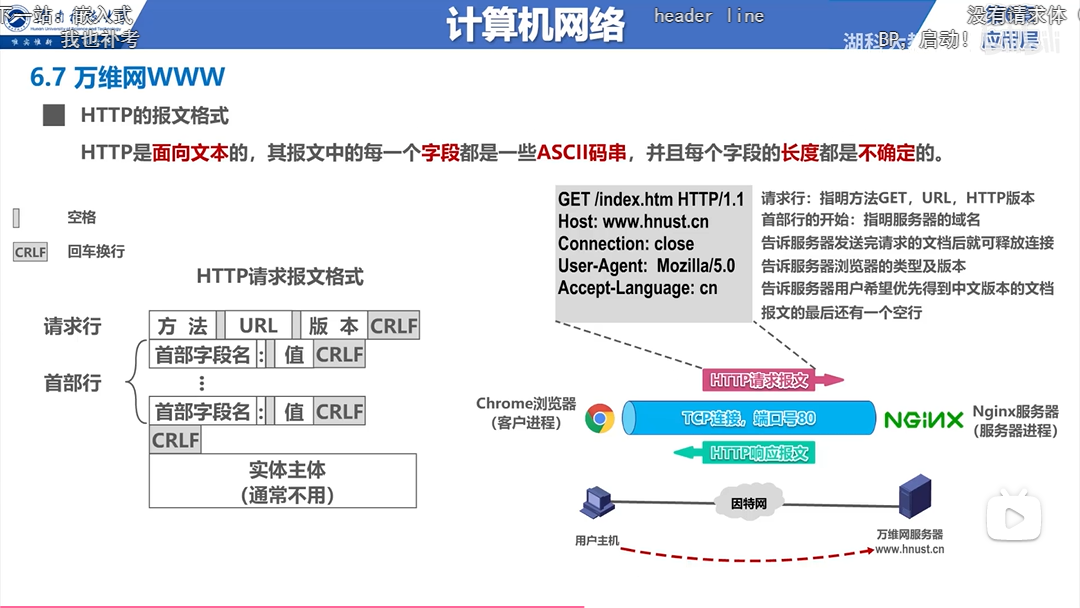 下一站，嵌入式
我也补考
计算机网络
header line
没有请求体
BP，启动！
应用层
6.7 万维网WWW
HTTP的报文格式
HTTP是面向文本的，其报文中的每一个字段都是一些ASCII码串，并且每个字段的长度都是不确定的。
空格
CRLF 回车换行
HTTP请求报文格式
请求行 方 法 URL 版 本 CRLF
首部行
首部字段名 : 值 CRLF
⋮
首部字段名 : 值 CRLF
CRLF
实体主体
（通常不用）
GET /index.htm HTTP/1.1
Host: www.hnust.cn
Connection: close
User-Agent: Mozilla/5.0
Accept-Language: cn
请求行：指明方法GET，URL，HTTP版本
首部行的开始：指明服务器的域名
告诉服务器发送完请求的文档后就可释放连接
告诉服务器浏览器的类型及版本
告诉服务器用户希望优先得到中文版本的文档
报文的最后还有一个空行
HTTP请求报文
Chrome浏览器
（客户进程）
TCP连接，端口号80
NGINX
Nginx服务器
（服务器进程）
HTTP响应报文
因特网
用户主机
万维网服务器
www.hnust.cn